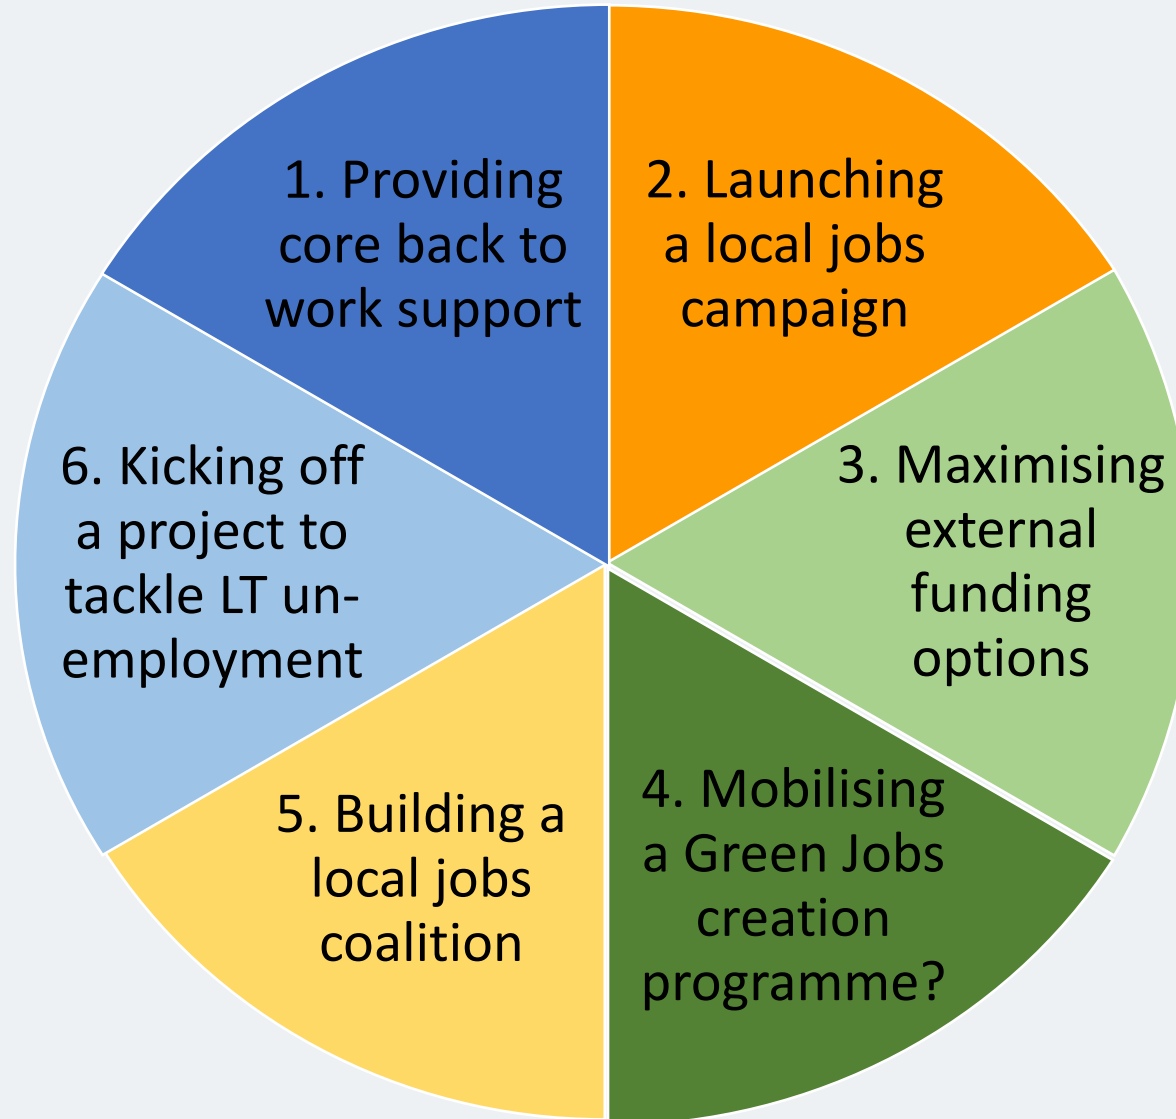 1. Providing
core back to
work support
2. Launching
a local jobs
campaign
3. Maximising
external
funding
options
4. Mobilising
a Green Jobs
creation
programme?
5. Building a
local jobs
coalition
6. Kicking off
a project to
tackle LT un-
employment